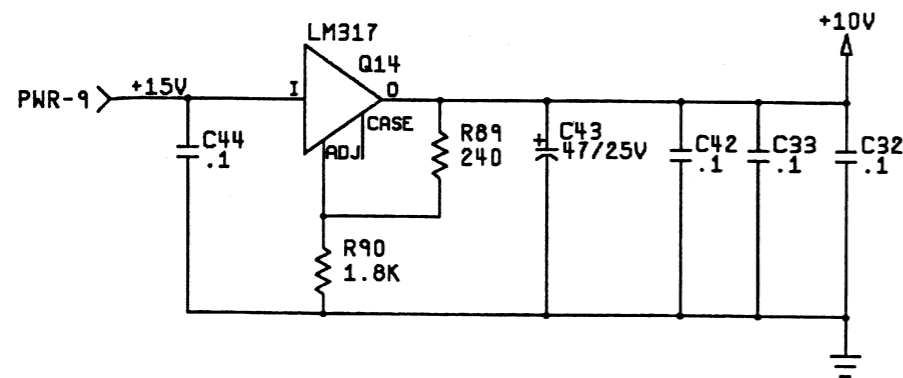 +10V
LM317
Q14
PWR-9
+15V
I
O
CASE
ADJ
C44
.1
R89
240
+
C43
47/25V
C42
.1
C33
.1
C32
.1
R90
1.8K